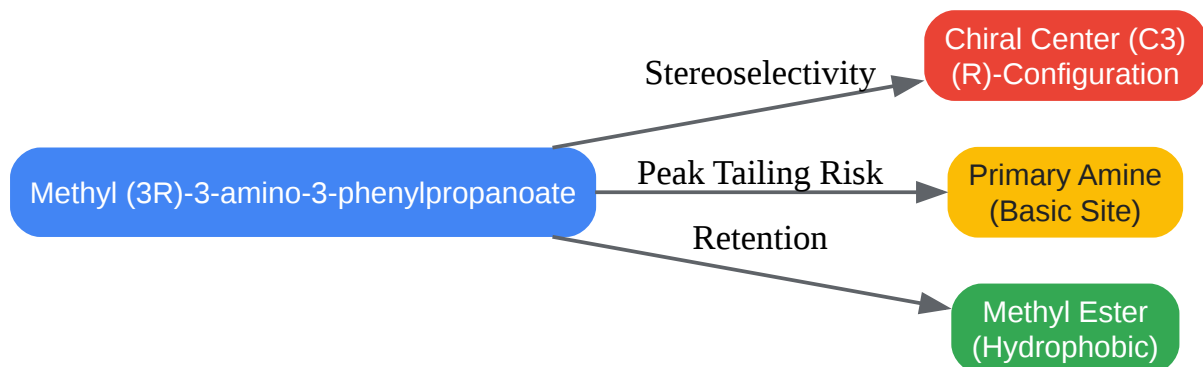 Chiral Center (C3)
(R)-Configuration
Stereoselectivity
Methyl (3R)-3-amino-3-phenylpropanoate
Peak Tailing Risk
Primary Amine
(Basic Site)
Retention
Methyl Ester
(Hydrophobic)